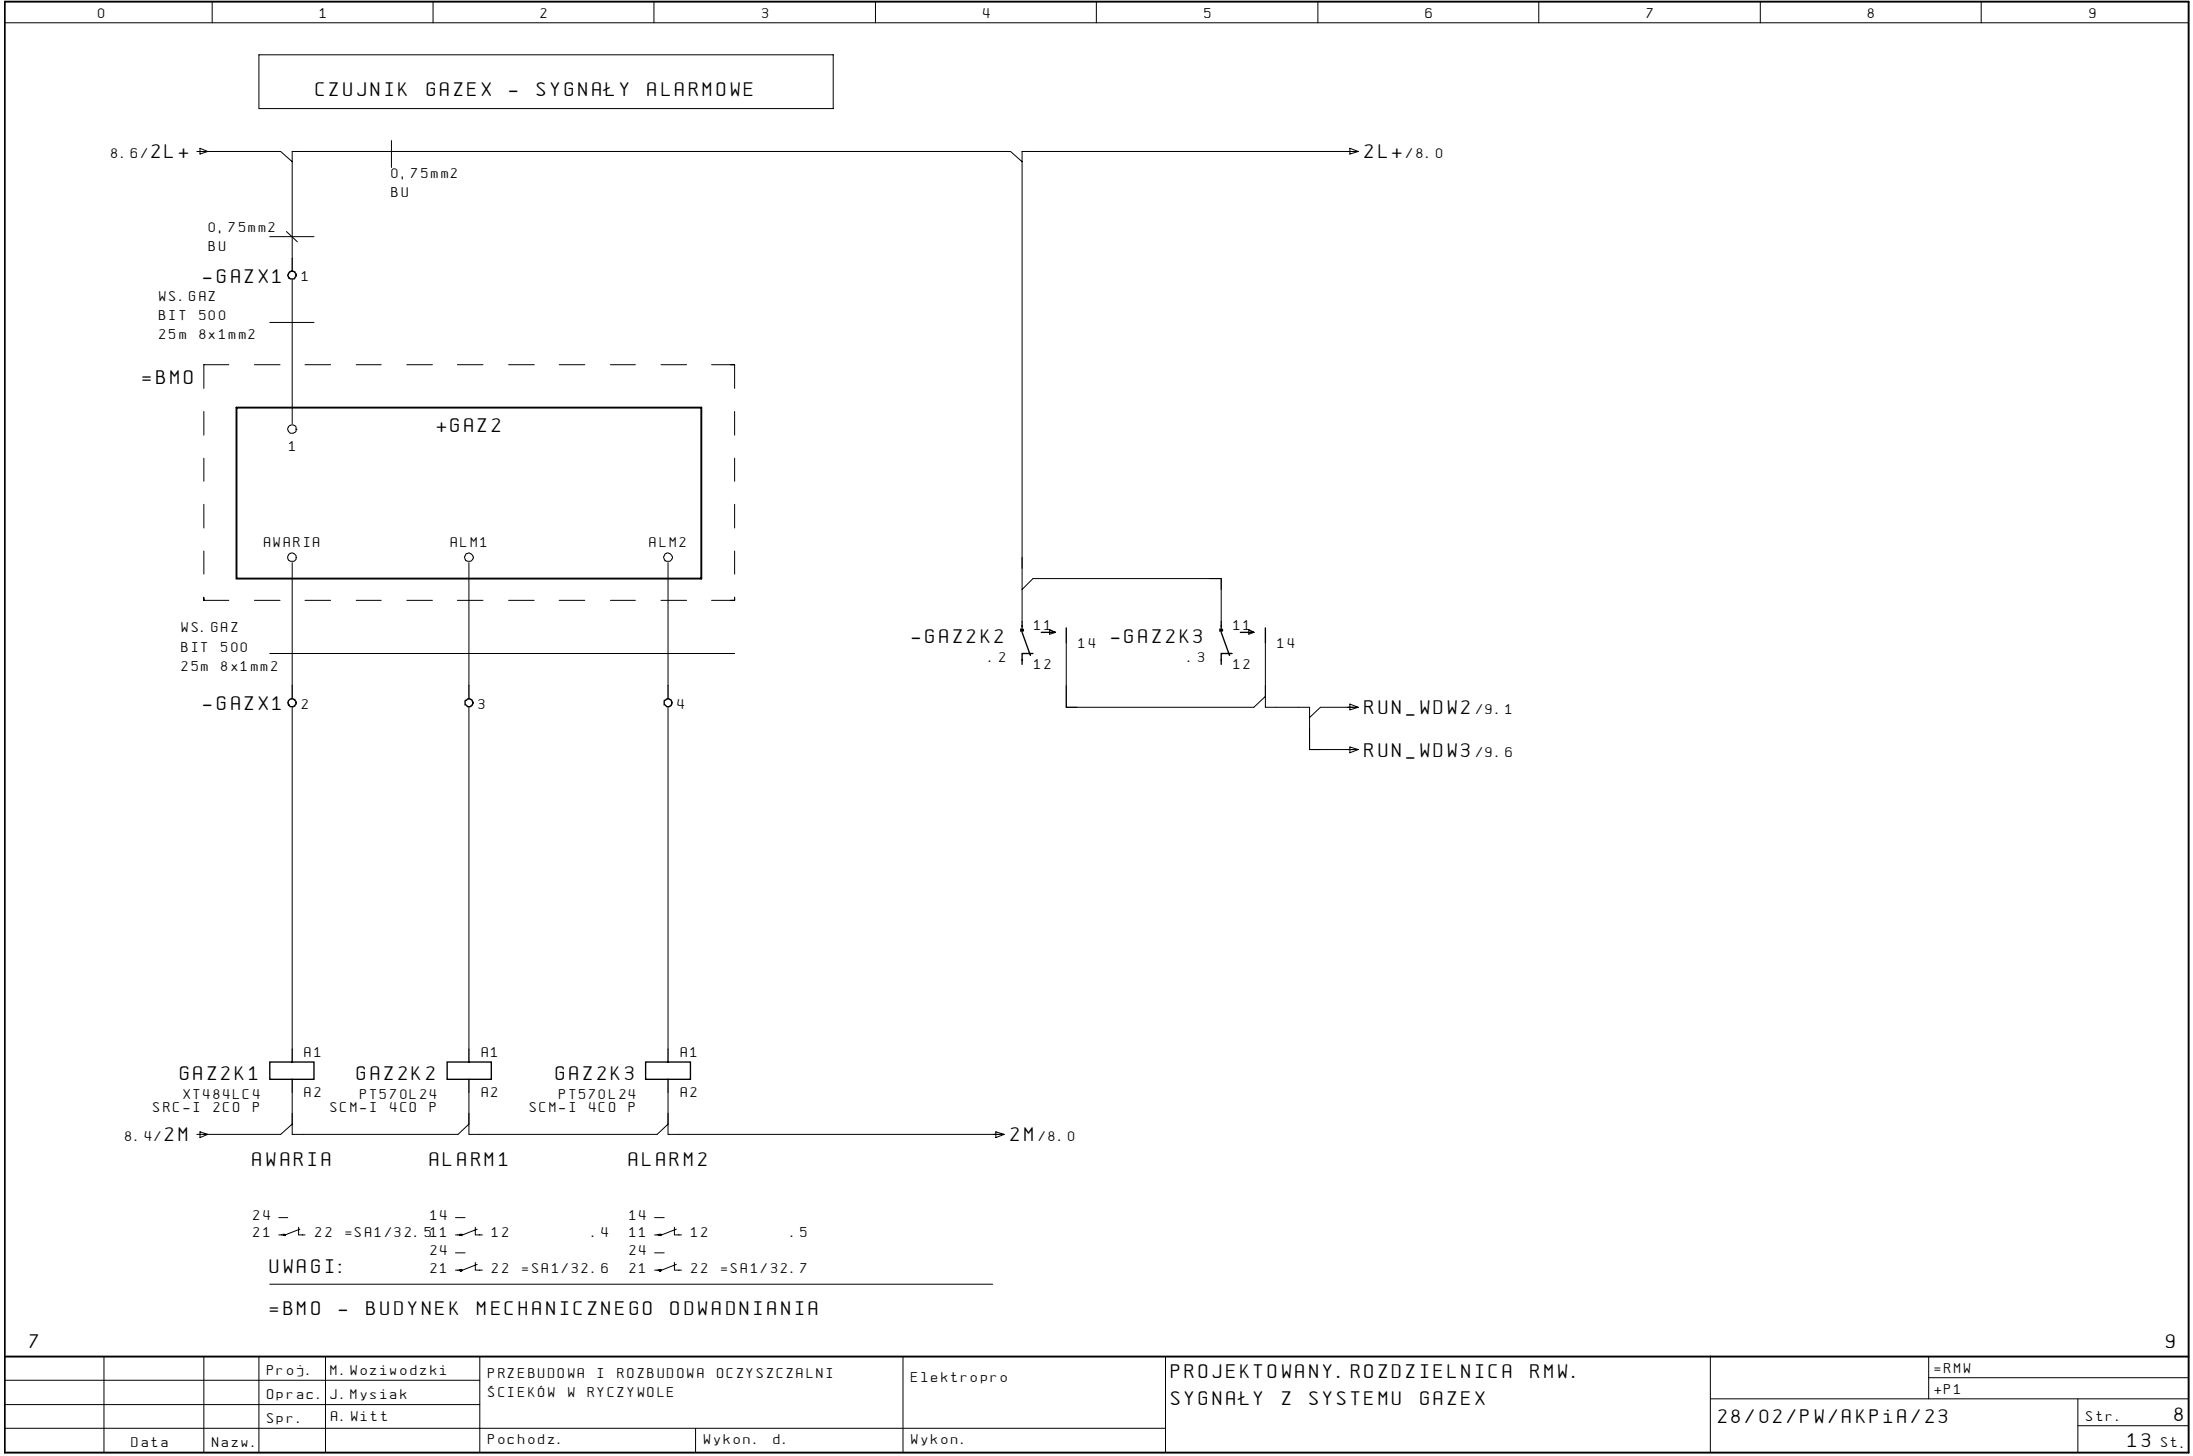 0 1 2 3 4 5 6 7 8 9
CZUJNIK GAZEX - SYGNAŁY ALARMOWE
8.6/2L+
2L+/8.0
0,75mm2
BU
0,75mm2
BU
-GAZX1 1
WS.GAZ
BIT 500
25m 8x1mm2
=BMO
+GAZ2
1
AWARIA ALM1 ALM2
WS.GAZ
BIT 500
25m 8x1mm2
-GAZX1 2 3 4
-GAZ2K2 11 14 -GAZ2K3 11 14
.2 12 .3 12
RUN_WDW2/9.1
RUN_WDW3/9.6
A1 A1 A1
GAZ2K1 GAZ2K2 GAZ2K3
XT484LC4 A2 PT570L24 A2 PT570L24 A2
SRC-I 2CO P SCM-I 4CO P SCM-I 4CO P
8.4/2M
2M/8.0
AWARIA ALARM1 ALARM2
24 14 14
21 22 =SA1/32.5 11 12 .4 11 12 .5
24 24
UWAGI: 21 22 =SA1/32.6 21 22 =SA1/32.7
=BMO - BUDYNEK MECHANICZNEGO ODWADNIANIA
7 9
Proj. M.Woziwodzki
Oprac. J.Mysiak
Spr. A.Witt
Data Nazw.
PRZEBUDOWA I ROZBUDOWA OCZYSZCZALNI
ŚCIEKÓW W RYCZYWOLE
Pochodz. Wykon. d.
Elektropro
Wykon.
PROJEKTOWANY.ROZDZIELNICA RMW.
SYGNAŁY Z SYSTEMU GAZEX
=RMW
+P1
28/02/PW/AKPiA/23
Str. 8
13 St.